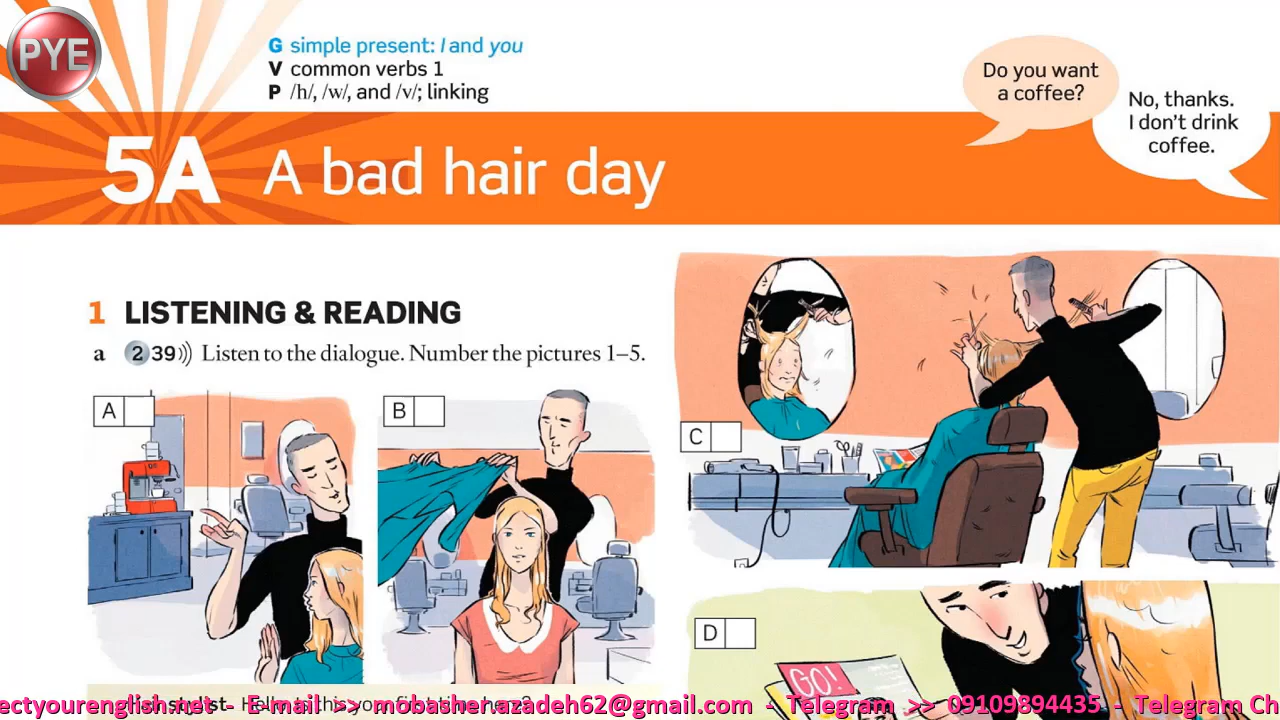 PYE
G simple present: I and you
V common verbs 1
P /h/, /w/, and /v/; linking
Do you want
a coffee?
No, thanks.
I don't drink
coffee.
5A A bad hair day
1 LISTENING & READING
a 2 39 Listen to the dialogue. Number the pictures 1–5.
A
B
C
D
GO!
ectyourenglish.net - E-mail >> mobasher.azadeh62@gmail.com - Telegram >> 09109894435 - Telegram Ch